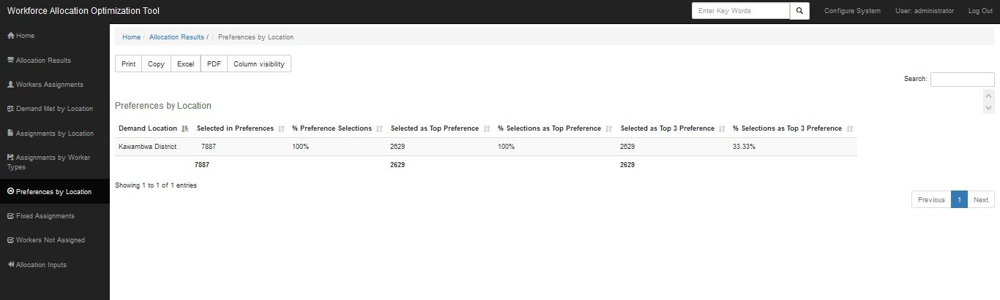 Workforce Allocation Optimization Tool
Enter Key Words
Configure System
User: administrator
Log Out
Home
Allocation Results
Workers Assignments
Demand Met by Location
Assignments by Location
Assignments by Worker
Types
Preferences by Location
Fixed Assignments
Workers Not Assigned
Allocation Inputs
Home / Allocation Results / / Preferences by Location
Print Copy Excel PDF Column visibility
Search:
Preferences by Location
Demand Location Selected in Preferences % Preference Selections Selected as Top Preference % Selections as Top Preference Selected as Top 3 Preference % Selections as Top 3 Preference
Kawambwa District 7887 100% 2629 100% 2629 33.33%
7887 2629 2629
Showing 1 to 1 of 1 entries
Previous 1 Next